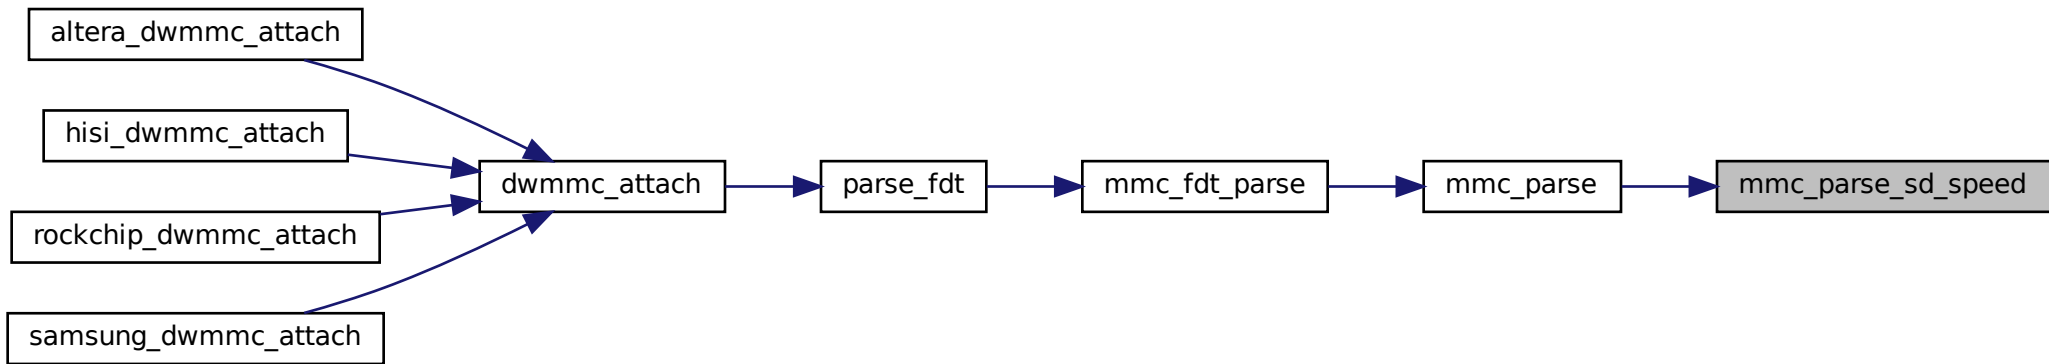 altera_dwmmc_attach
hisi_dwmmc_attach
rockchip_dwmmc_attach
samsung_dwmmc_attach
dwmmc_attach
parse_fdt
mmc_fdt_parse
mmc_parse
mmc_parse_sd_speed